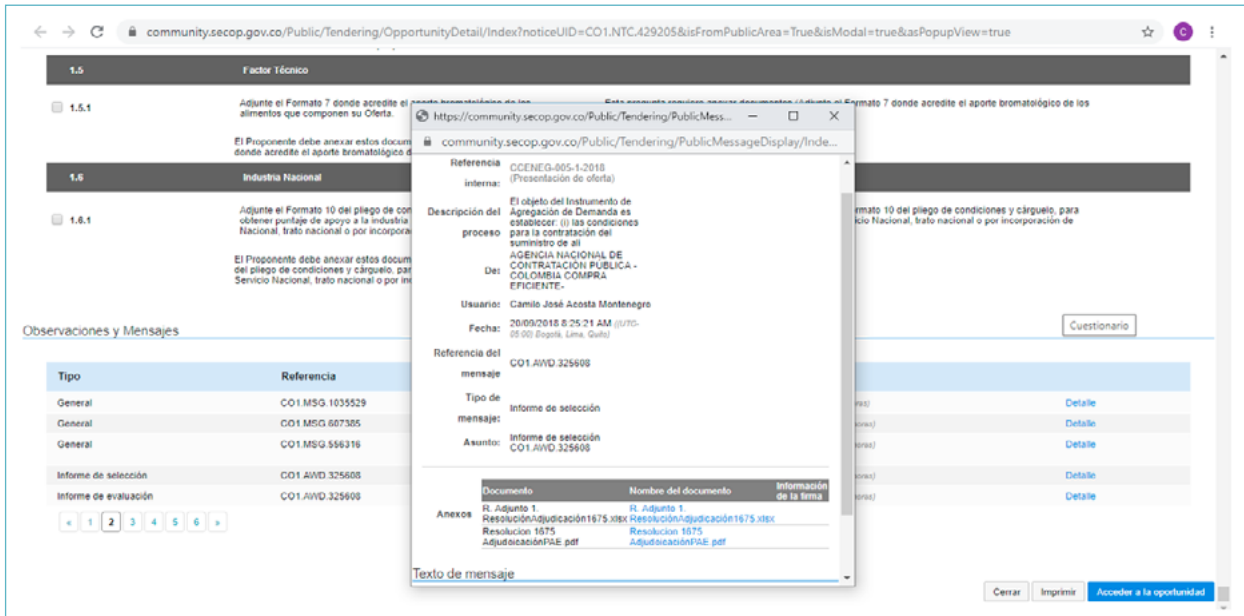 community.secop.gov.co/Public/Tendering/OpportunityDetail/Index?noticeUID=CO1.NTC.429205&isFromPublicArea=True&isModal=true&asPopupView=true
C
1.5 Factor Técnico
1.5.1
Adjunte el Formato 7 donde acredite el aporte bromatológico de los
alimentos que componen su Oferta.
El Proponente debe anexar estos docum
donde acredite el aporte bromatológico d
Esta pregunta requiere anexar documentos (Adjunte el Formato 7 donde acredite el aporte bromatológico de los
1.6 Industria Nacional
1.6.1
Adjunte el Formato 10 del pliego de con
obtener puntaje de apoyo a la industria
Nacional, trato nacional o por incorpora
El Proponente debe anexar estos docum
del pliego de condiciones y cárguelo, par
Servicio Nacional, trato nacional o por in
rmato 10 del pliego de condiciones y cárguelo, para
icio Nacional, trato nacional o por incorporación de
Observaciones y Mensajes
Cuestionario
Tipo Referencia
General CO1.MSG.1035529 Detalle
General CO1.MSG.607385 Detalle
General CO1.MSG.556316 Detalle
Informe de selección CO1.AWD.325608 Detalle
Informe de evaluación CO1.AWD.325608 Detalle
« 1 2 3 4 5 6 »
https://community.secop.gov.co/Public/Tendering/PublicMess...
community.secop.gov.co/Public/Tendering/PublicMessageDisplay/Inde...
Referencia interna: CCENEG-005-1-2018
(Presentación de oferta)
Descripción del proceso
El objeto del Instrumento de
Agregación de Demanda es
establecer: (i) las condiciones
para la contratación del
suministro de ali
De: AGENCIA NACIONAL DE
CONTRATACIÓN PÚBLICA -
COLOMBIA COMPRA
EFICIENTE-
Usuario: Camilo José Acosta Montenegro
Fecha: 20/09/2018 8:25:21 AM ((UTC-
05:00) Bogotá, Lima, Quito)
Referencia del mensaje CO1.AWD.325608
Tipo de mensaje: Informe de selección
Asunto: Informe de selección
CO1.AWD.325608
Anexos
Documento Nombre del documento Información de la firma
R. Adjunto 1. R. Adjunto 1.
ResoluciónAdjudicación1675.xlsx ResoluciónAdjudicación1675.xlsx
Resolucion 1675 Resolucion 1675
AdjudoicaciónPAE.pdf AdjudoicaciónPAE.pdf
Texto de mensaje
Cerrar Imprimir Acceder a la oportunidad